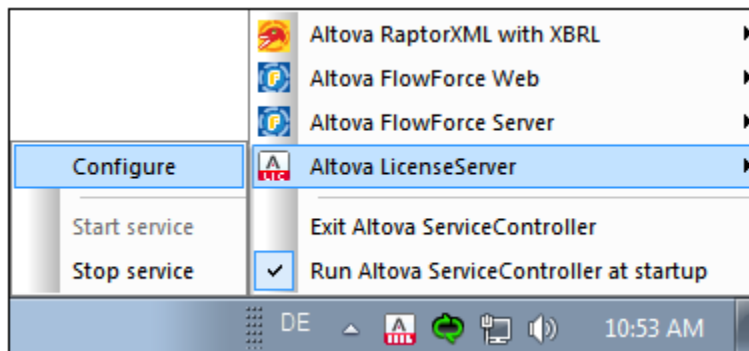 Altova RaptorXML with XBRL
Altova FlowForce Web
Altova FlowForce Server
Configure
Altova LicenseServer
Start service
Exit Altova ServiceController
Stop service
Run Altova ServiceController at startup
DE
10:53 AM